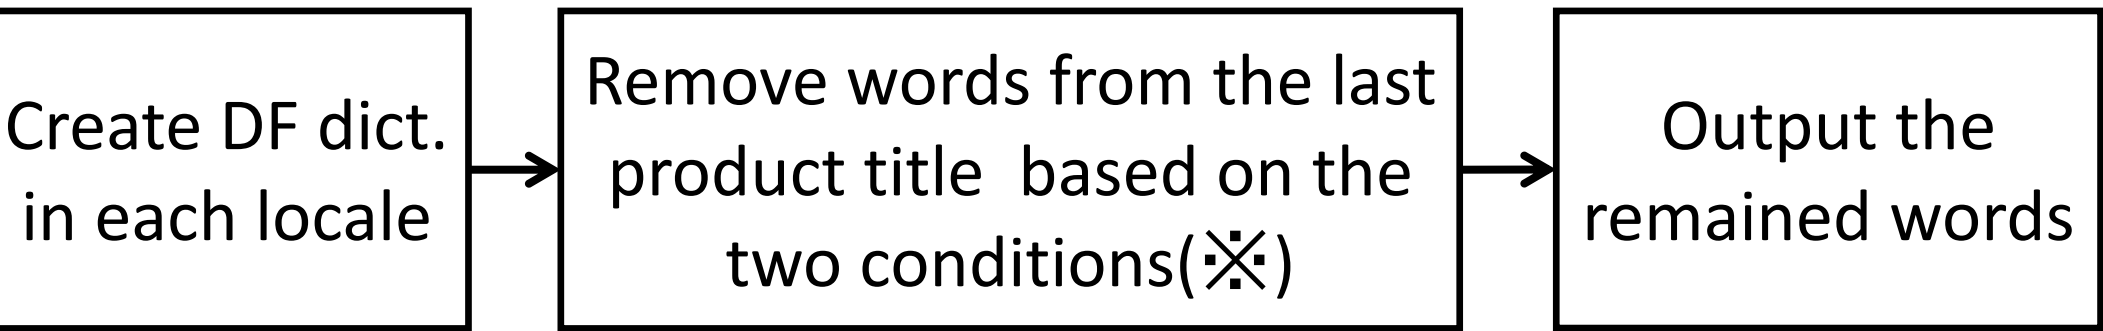 Create DF dict.
in each locale
Remove words from the last
product title  based on the
two conditions(※)
Output the
remained words